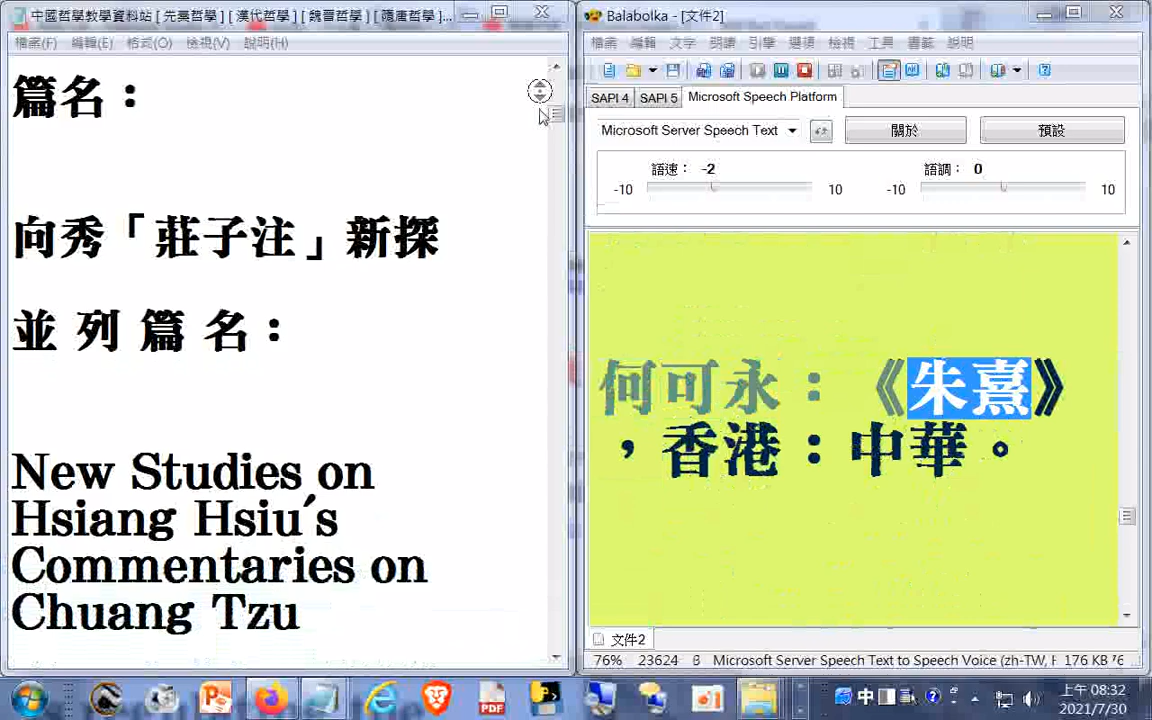 中國哲學教學資料站 [ 先秦哲學 ] [ 漢代哲學 ] [ 魏晉哲學 ] [ 隋唐哲學 ]...
檔案(F) 編輯(E) 格式(O) 檢視(V) 說明(H)
篇名：
向秀「莊子注」新探
並 列 篇 名：
New Studies on
Hsiang Hsiu's
Commentaries on
Chuang Tzu
Balabolka - [文件2]
檔案 編輯 文字 朗讀 引擎 選項 檢視 工具 書籤 說明
SAPI 4 SAPI 5 Microsoft Speech Platform
Microsoft Server Speech Text 關於 預設
語速： -2 語調： 0
-10 10 -10 10
何可永：《朱熹》
，香港：中華。
文件2
76% 23624 Microsoft Server Speech Text to Speech Voice (zh-TW, 176 KB
PDF 中 上午 08:32
2021/7/30